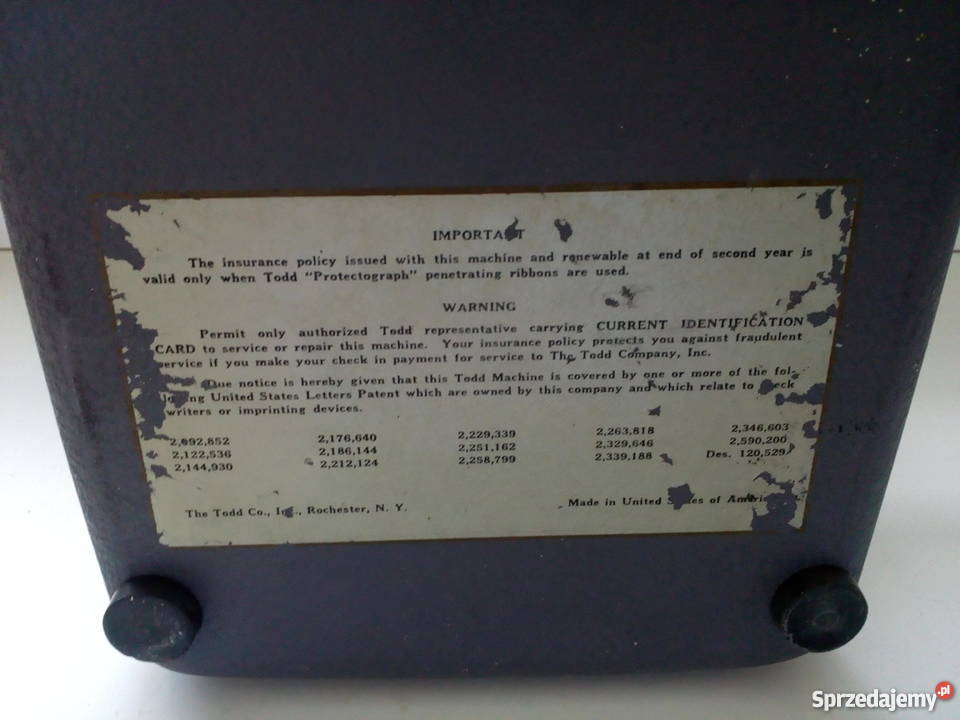 IMPORTANT
The insurance policy issued with this machine and renewable at end of second year is
valid only when Todd "Protectograph" penetrating ribbons are used.
WARNING
Permit only authorized Todd representative carrying CURRENT IDENTIFICATION
CARD to service or repair this machine. Your insurance policy protects you against fraudulent
service if you make your check in payment for service to The Todd Company, Inc.
Due notice is hereby given that this Todd Machine is covered by one or more of the fol-
lowing United States Letters Patent which are owned by this company and which relate to check
writers or imprinting devices.
2,092,852 2,176,640 2,229,339 2,263,818 2,346,603
2,122,536 2,186,144 2,251,162 2,329,646 2,590,200
2,144,930 2,212,124 2,258,799 2,339,188 Des. 120,529
The Todd Co., Inc., Rochester, N. Y. Made in United States of America
Sprzedajemy.pl